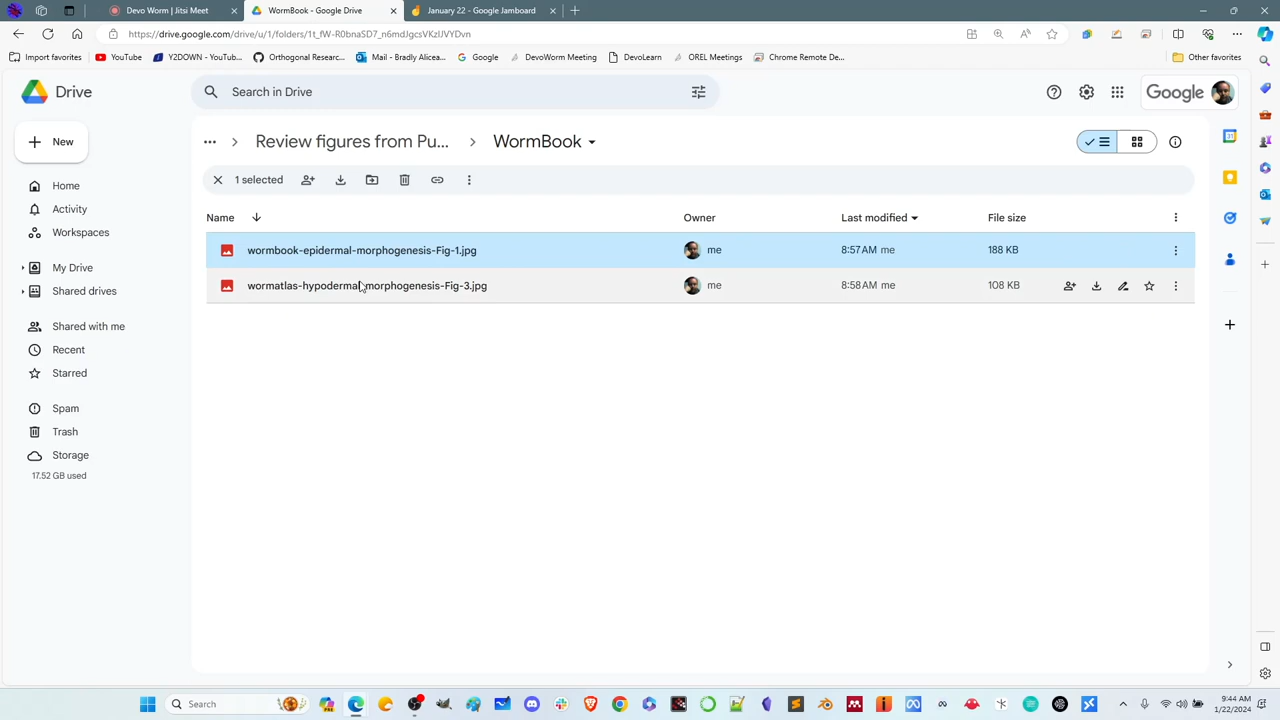 Devo Worm | Jitsi Meet
WormBook - Google Drive
January 22 - Google Jamboard
https://drive.google.com/drive/u/1/folders/1t_fW-R0bnaSD7_n6mdJgcsVKzlJVYDvn
Import favorites
YouTube
Y2DOWN - YouTub...
Orthogonal Researc...
Mail - Bradly Alicea...
Google
DevoWorm Meeting
DevoLearn
OREL Meetings
Chrome Remote De...
Other favorites
Drive
Search in Drive
Google
New
Review figures from Pu...
WormBook
1 selected
Home
Activity
Workspaces
My Drive
Shared drives
Shared with me
Recent
Starred
Spam
Trash
Storage
17.52 GB used
Name
Owner
Last modified
File size
wormbook-epidermal-morphogenesis-Fig-1.jpg
me
8:57 AM me
188 KB
wormatlas-hypodermal-morphogenesis-Fig-3.jpg
me
8:58 AM me
108 KB
Search
9:44 AM
1/22/2024